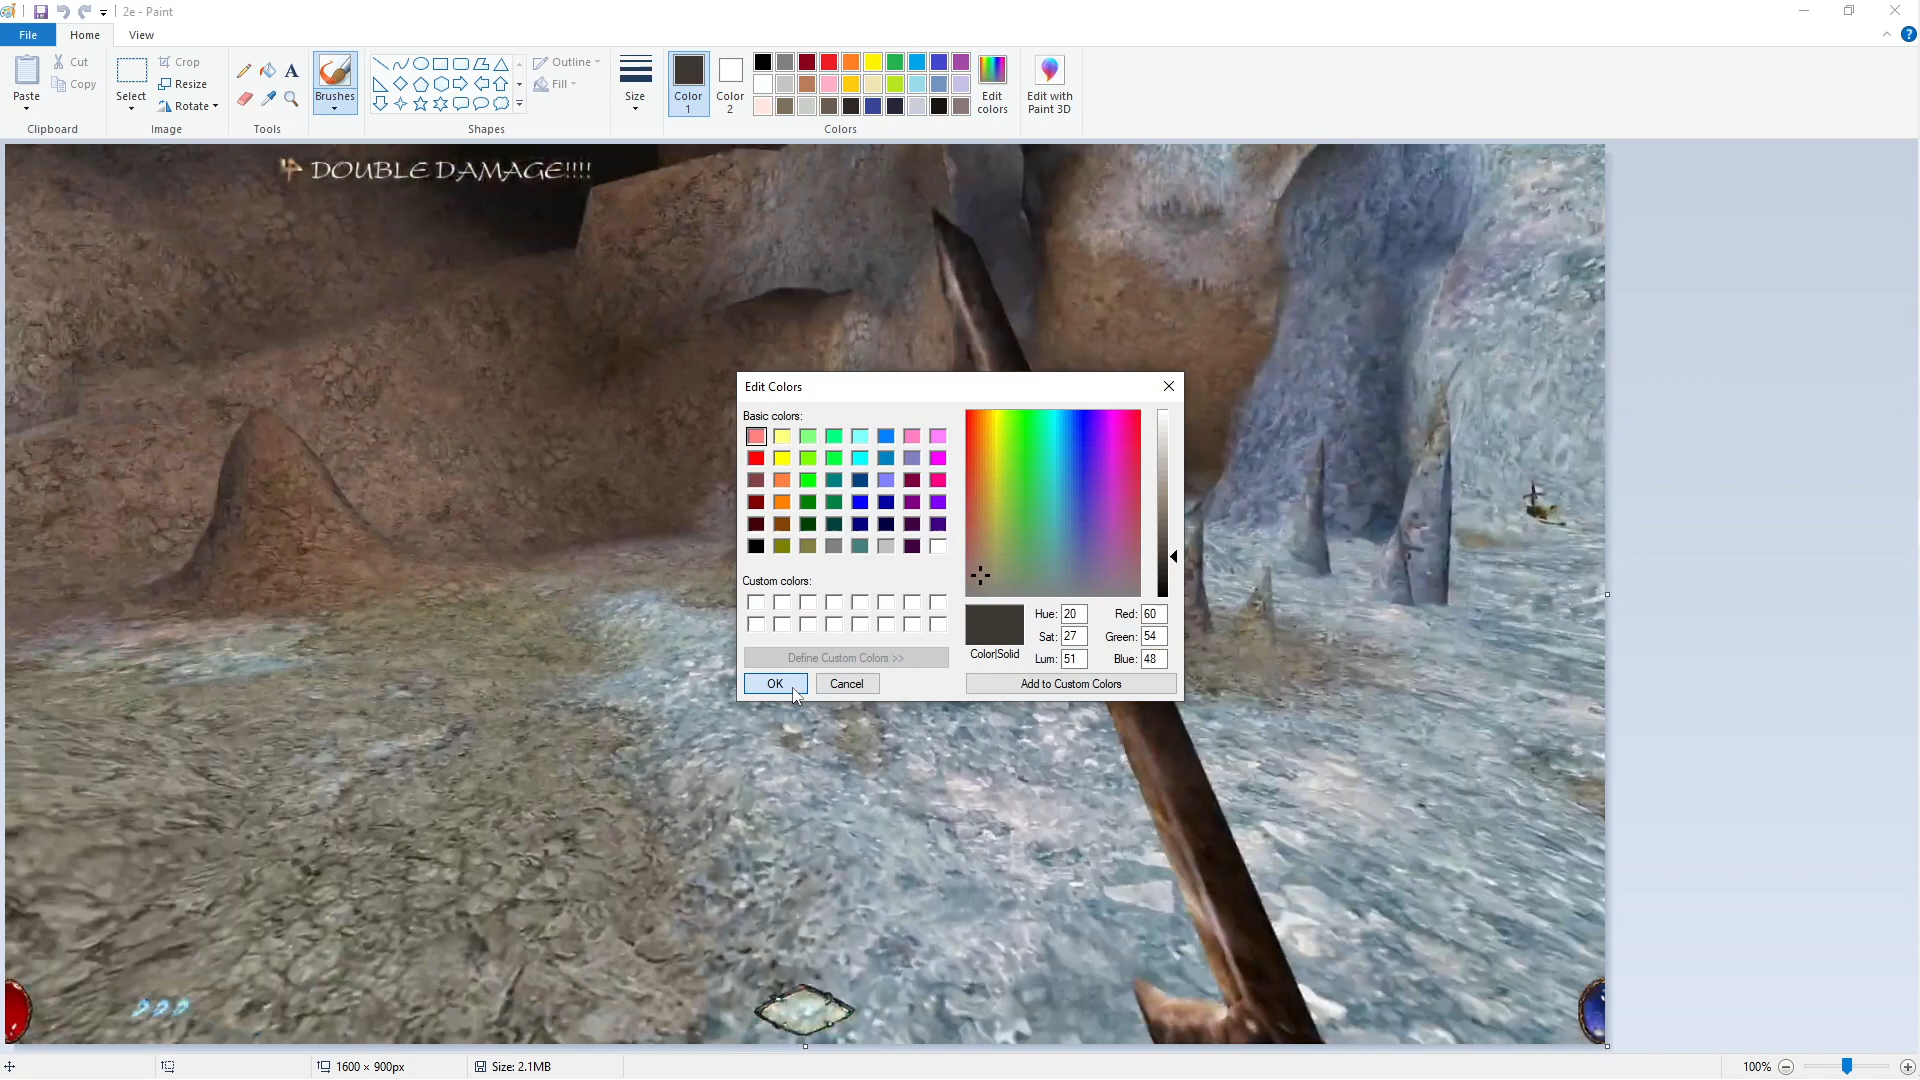 2e - Paint
File
Home
View
Paste
Cut
Copy
Clipboard
Select
Crop
Resize
Rotate
Image
A
Tools
Brushes
Outline
Fill
Shapes
Size
Color
1
Color
2
Edit
colors
Colors
Edit with
Paint 3D
?
DOUBLE DAMAGE!!!!
Edit Colors
Basic colors:
Custom colors:
Define Custom Colors >>
OK
Cancel
Color|Solid
Hue: 20
Sat: 27
Lum: 51
Red: 60
Green: 54
Blue: 48
Add to Custom Colors
1600 × 900px
Size: 2.1MB
100%